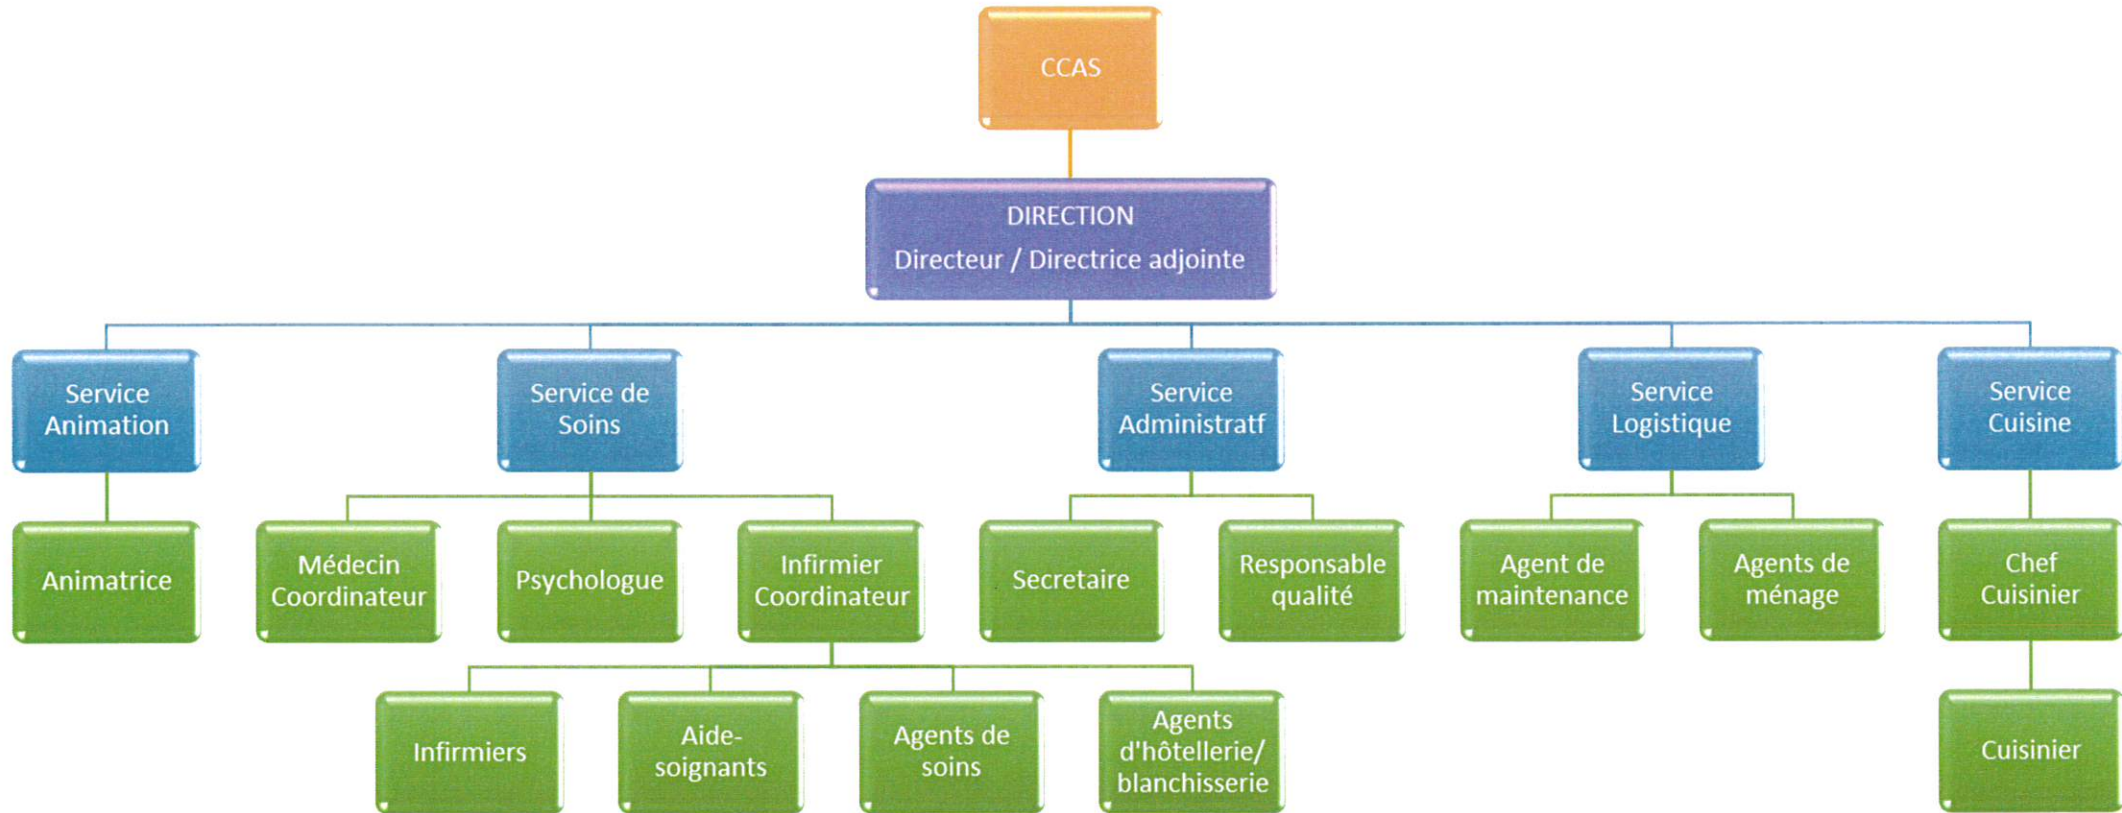 CCAS
DIRECTION
Directeur / Directrice adjointe
Service
Animation
Service de
Soins
Service
Administratf
Service
Logistique
Service
Cuisine
Animatrice
Médecin
Coordinateur
Psychologue
Infirmier
Coordinateur
Secretaire
Responsable
qualité
Agent de
maintenance
Agents de
ménage
Chef
Cuisinier
Infirmiers
Aide-
soignants
Agents de
soins
Agents
d'hôtellerie/
blanchisserie
Cuisinier